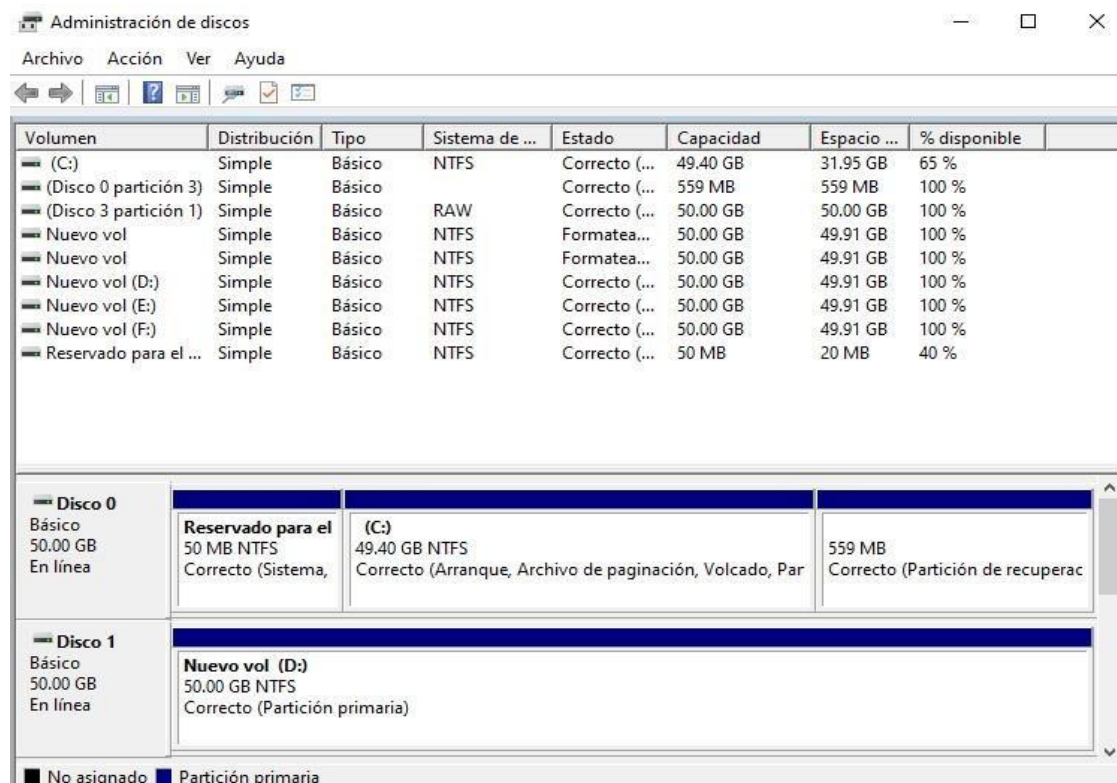 Administración de discos
Archivo Acción Ver Ayuda
Volumen Distribución Tipo Sistema de ... Estado Capacidad Espacio ... % disponible
(C:) Simple Básico NTFS Correcto (... 49.40 GB 31.95 GB 65 %
(Disco 0 partición 3) Simple Básico Correcto (... 559 MB 559 MB 100 %
(Disco 3 partición 1) Simple Básico RAW Correcto (... 50.00 GB 50.00 GB 100 %
Nuevo vol Simple Básico NTFS Formatea... 50.00 GB 49.91 GB 100 %
Nuevo vol Simple Básico NTFS Formatea... 50.00 GB 49.91 GB 100 %
Nuevo vol (D:) Simple Básico NTFS Correcto (... 50.00 GB 49.91 GB 100 %
Nuevo vol (E:) Simple Básico NTFS Correcto (... 50.00 GB 49.91 GB 100 %
Nuevo vol (F:) Simple Básico NTFS Correcto (... 50.00 GB 49.91 GB 100 %
Reservado para el ... Simple Básico NTFS Correcto (... 50 MB 20 MB 40 %
Disco 0
Básico
50.00 GB
En línea
Reservado para el
50 MB NTFS
Correcto (Sistema,
(C:)
49.40 GB NTFS
Correcto (Arranque, Archivo de paginación, Volcado, Par
559 MB
Correcto (Partición de recuperac
Disco 1
Básico
50.00 GB
En línea
Nuevo vol (D:)
50.00 GB NTFS
Correcto (Partición primaria)
No asignado Partición primaria